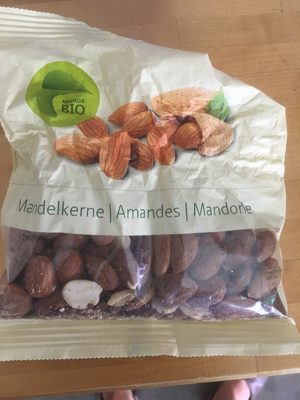 MIGROS
BIO
Mandelkerne | Amandes | Mandorle